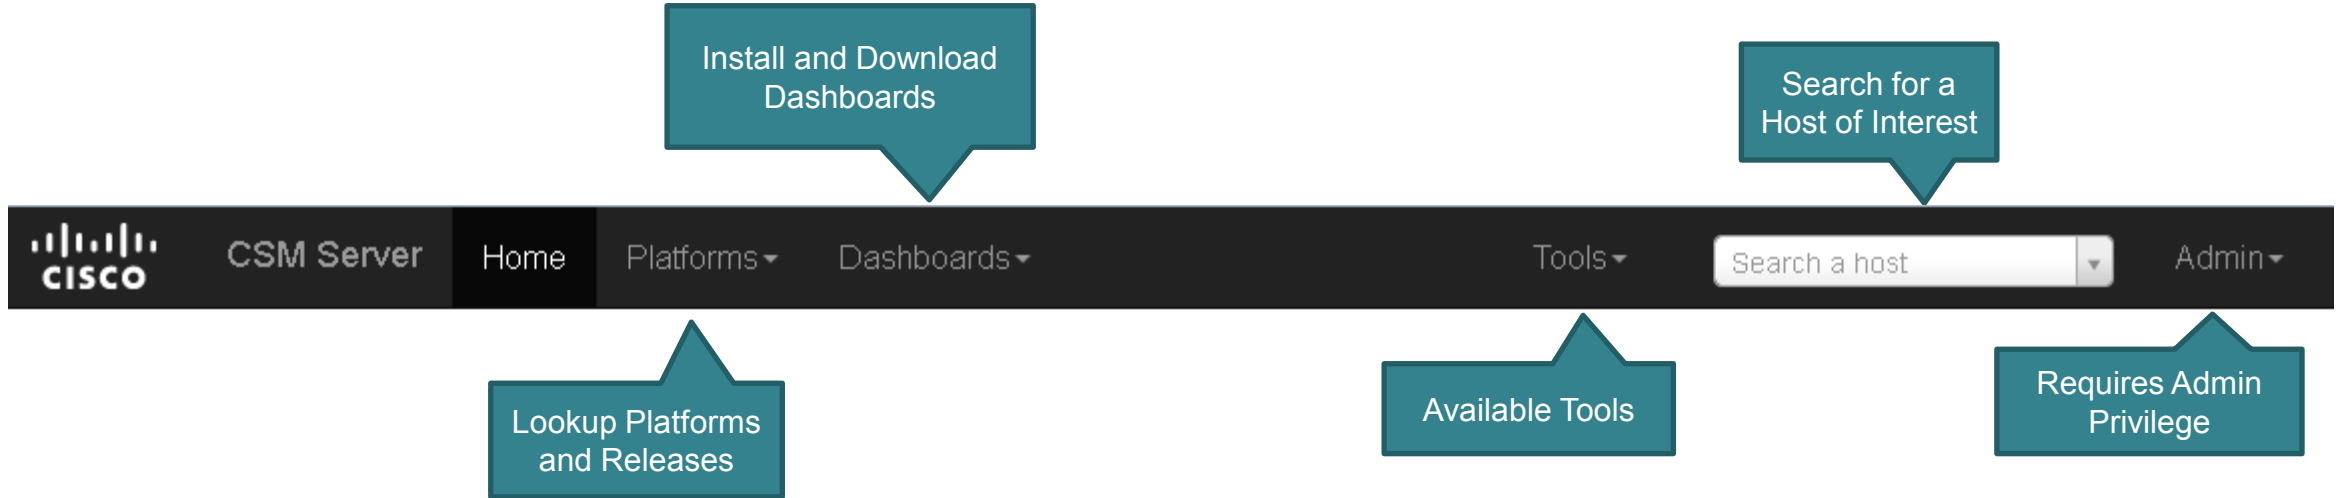 Install and Download
Dashboards
Search for a
Host of Interest
CISCO
CSM Server
Home
Platforms
Dashboards
Tools
Search a host
Admin
Lookup Platforms
and Releases
Available Tools
Requires Admin
Privilege